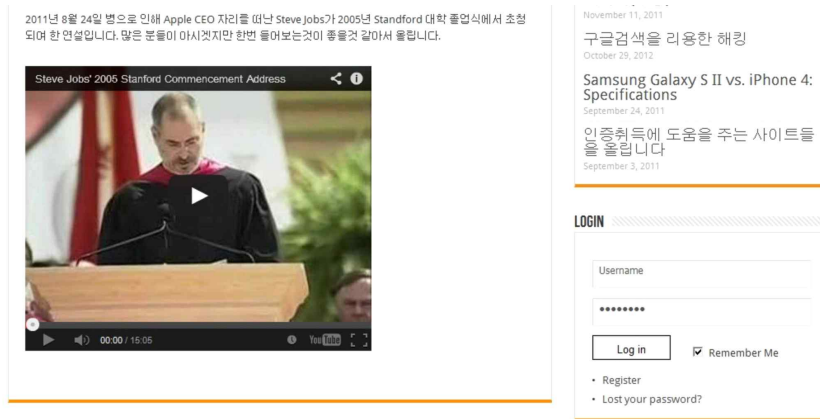 2011년 8월 24일 병으로 인해 Apple CEO 자리를 떠난 Steve Jobs가 2005년 Standford 대학 졸업식에서 초청
되여 한 연설입니다. 많은 분들이 아시겟지만 한번 들어보는것이 좋을것 같아서 올립니다.
Steve Jobs' 2005 Stanford Commencement Address
00:00 / 15:05
YouTube
November 11, 2011
구글검색을 리용한 해킹
October 29, 2012
Samsung Galaxy S II vs. iPhone 4:
Specifications
September 24, 2011
인증취득에 도움을 주는 사이트들
을 올립니다
September 3, 2011
LOGIN
Username
••••••••
Log in
Remember Me
• Register
• Lost your password?